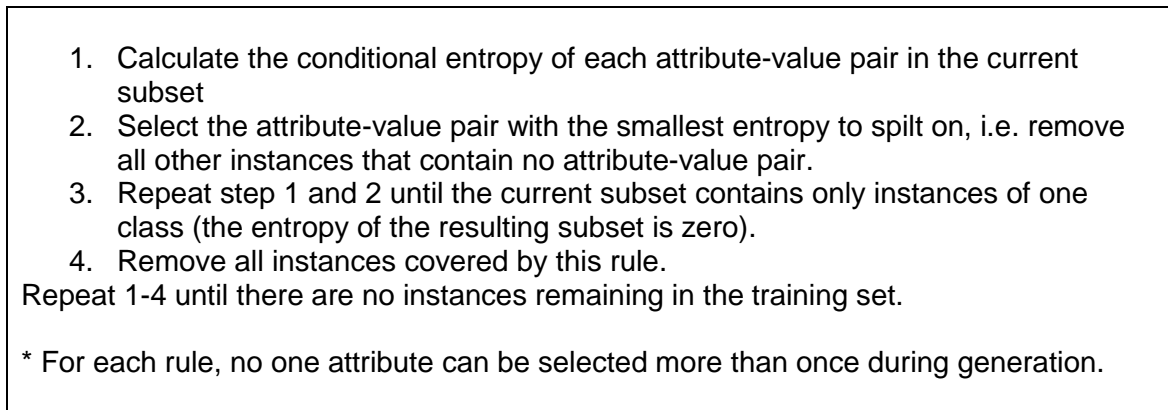 1. Calculate the conditional entropy of each attribute-value pair in the current
subset
2. Select the attribute-value pair with the smallest entropy to spilt on, i.e. remove
all other instances that contain no attribute-value pair.
3. Repeat step 1 and 2 until the current subset contains only instances of one
class (the entropy of the resulting subset is zero).
4. Remove all instances covered by this rule.
Repeat 1-4 until there are no instances remaining in the training set.
* For each rule, no one attribute can be selected more than once during generation.